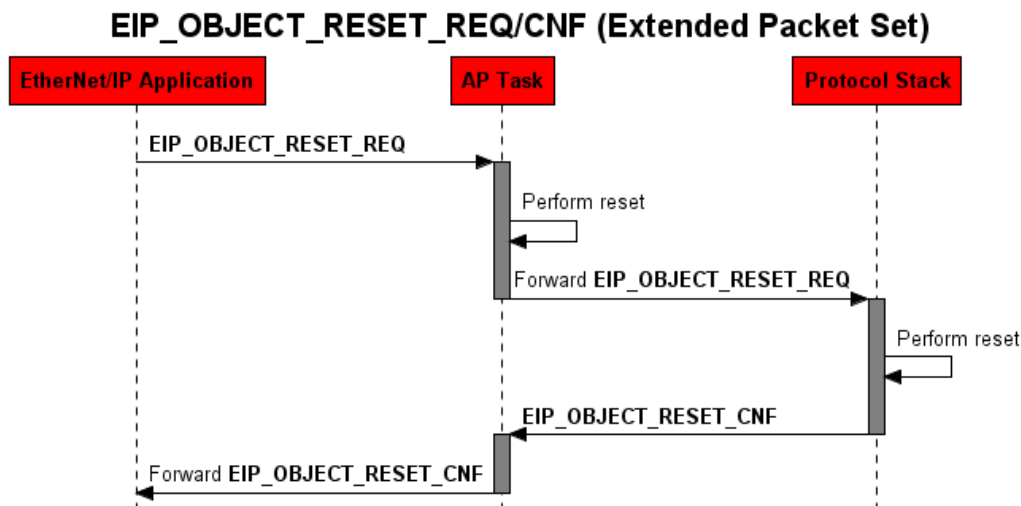 EIP_OBJECT_RESET_REQ/CNF (Extended Packet Set)
EtherNet/IP Application
AP Task
Protocol Stack
EIP_OBJECT_RESET_REQ
Perform reset
Forward EIP_OBJECT_RESET_REQ
Perform reset
EIP_OBJECT_RESET_CNF
Forward EIP_OBJECT_RESET_CNF